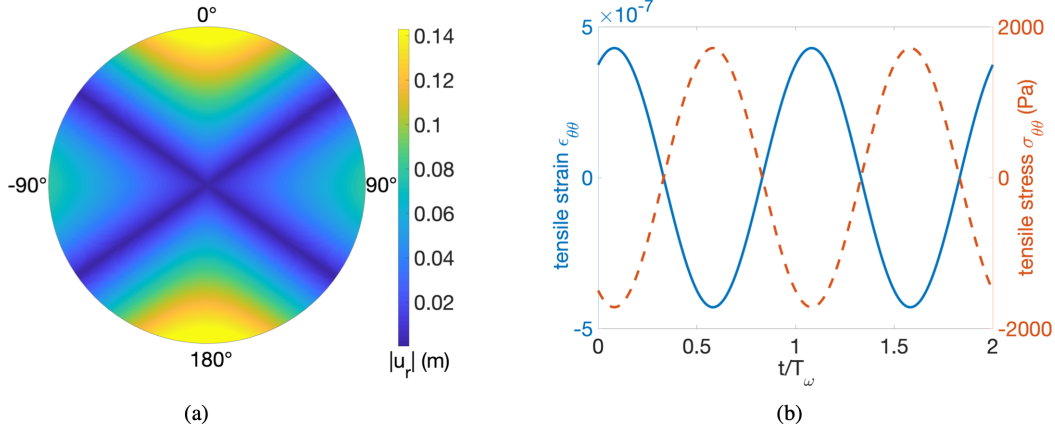 0°
-90°
90°
180°
0.14
0.12
0.1
0.08
0.06
0.04
0.02
|u_r| (m)
(a)
×10⁻⁷
5
0
-5
tensile strain ϵ_θθ
2000
0
-2000
tensile stress σ_θθ (Pa)
0 0.5 1 1.5 2
t/T_ω
(b)